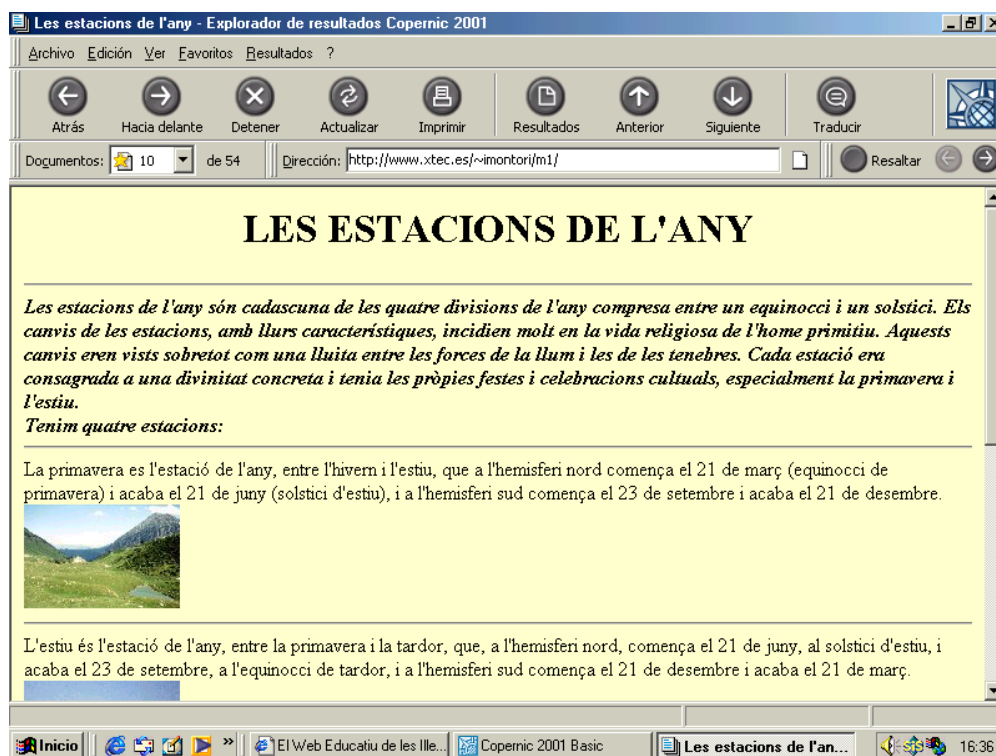 Les estacions de l'any - Explorador de resultados Copernic 2001
Archivo Edición Ver Favoritos Resultados ?
Atrás Hacia delante Detener Actualizar Imprimir Resultados Anterior Siguiente Traducir
Documentos: 10 de 54 Dirección: http://www.xtec.es/~imontori/m1/ Resaltar
LES ESTACIONS DE L'ANY
Les estacions de l'any són cadascuna de les quatre divisions de l'any compresa entre un equinocci i un solstici. Els
canvis de les estacions, amb llurs característiques, incidien molt en la vida religiosa de l'home primitiu. Aquests
canvis eren vists sobretot com una lluita entre les forces de la llum i les de les tenebres. Cada estació era
consagrada a una divinitat concreta i tenia les pròpies festes i celebracions cultuals, especialment la primavera i
l'estiu.
Tenim quatre estacions:
La primavera es l'estació de l'any, entre l'hivern i l'estiu, que a l'hemisferi nord comença el 21 de març (equinocci de
primavera) i acaba el 21 de juny (solstici d'estiu), i a l'hemisferi sud comença el 23 de setembre i acaba el 21 de desembre.
L'estiu és l'estació de l'any, entre la primavera i la tardor, que, a l'hemisferi nord, comença el 21 de juny, al solstici d'estiu, i
acaba el 23 de setembre, a l'equinocci de tardor, i a l'hemisferi sud comença el 21 de desembre i acaba el 21 de març.
Inicio » El Web Educatiu de les Ille... Copernic 2001 Basic Les estacions de l'an... 16:36